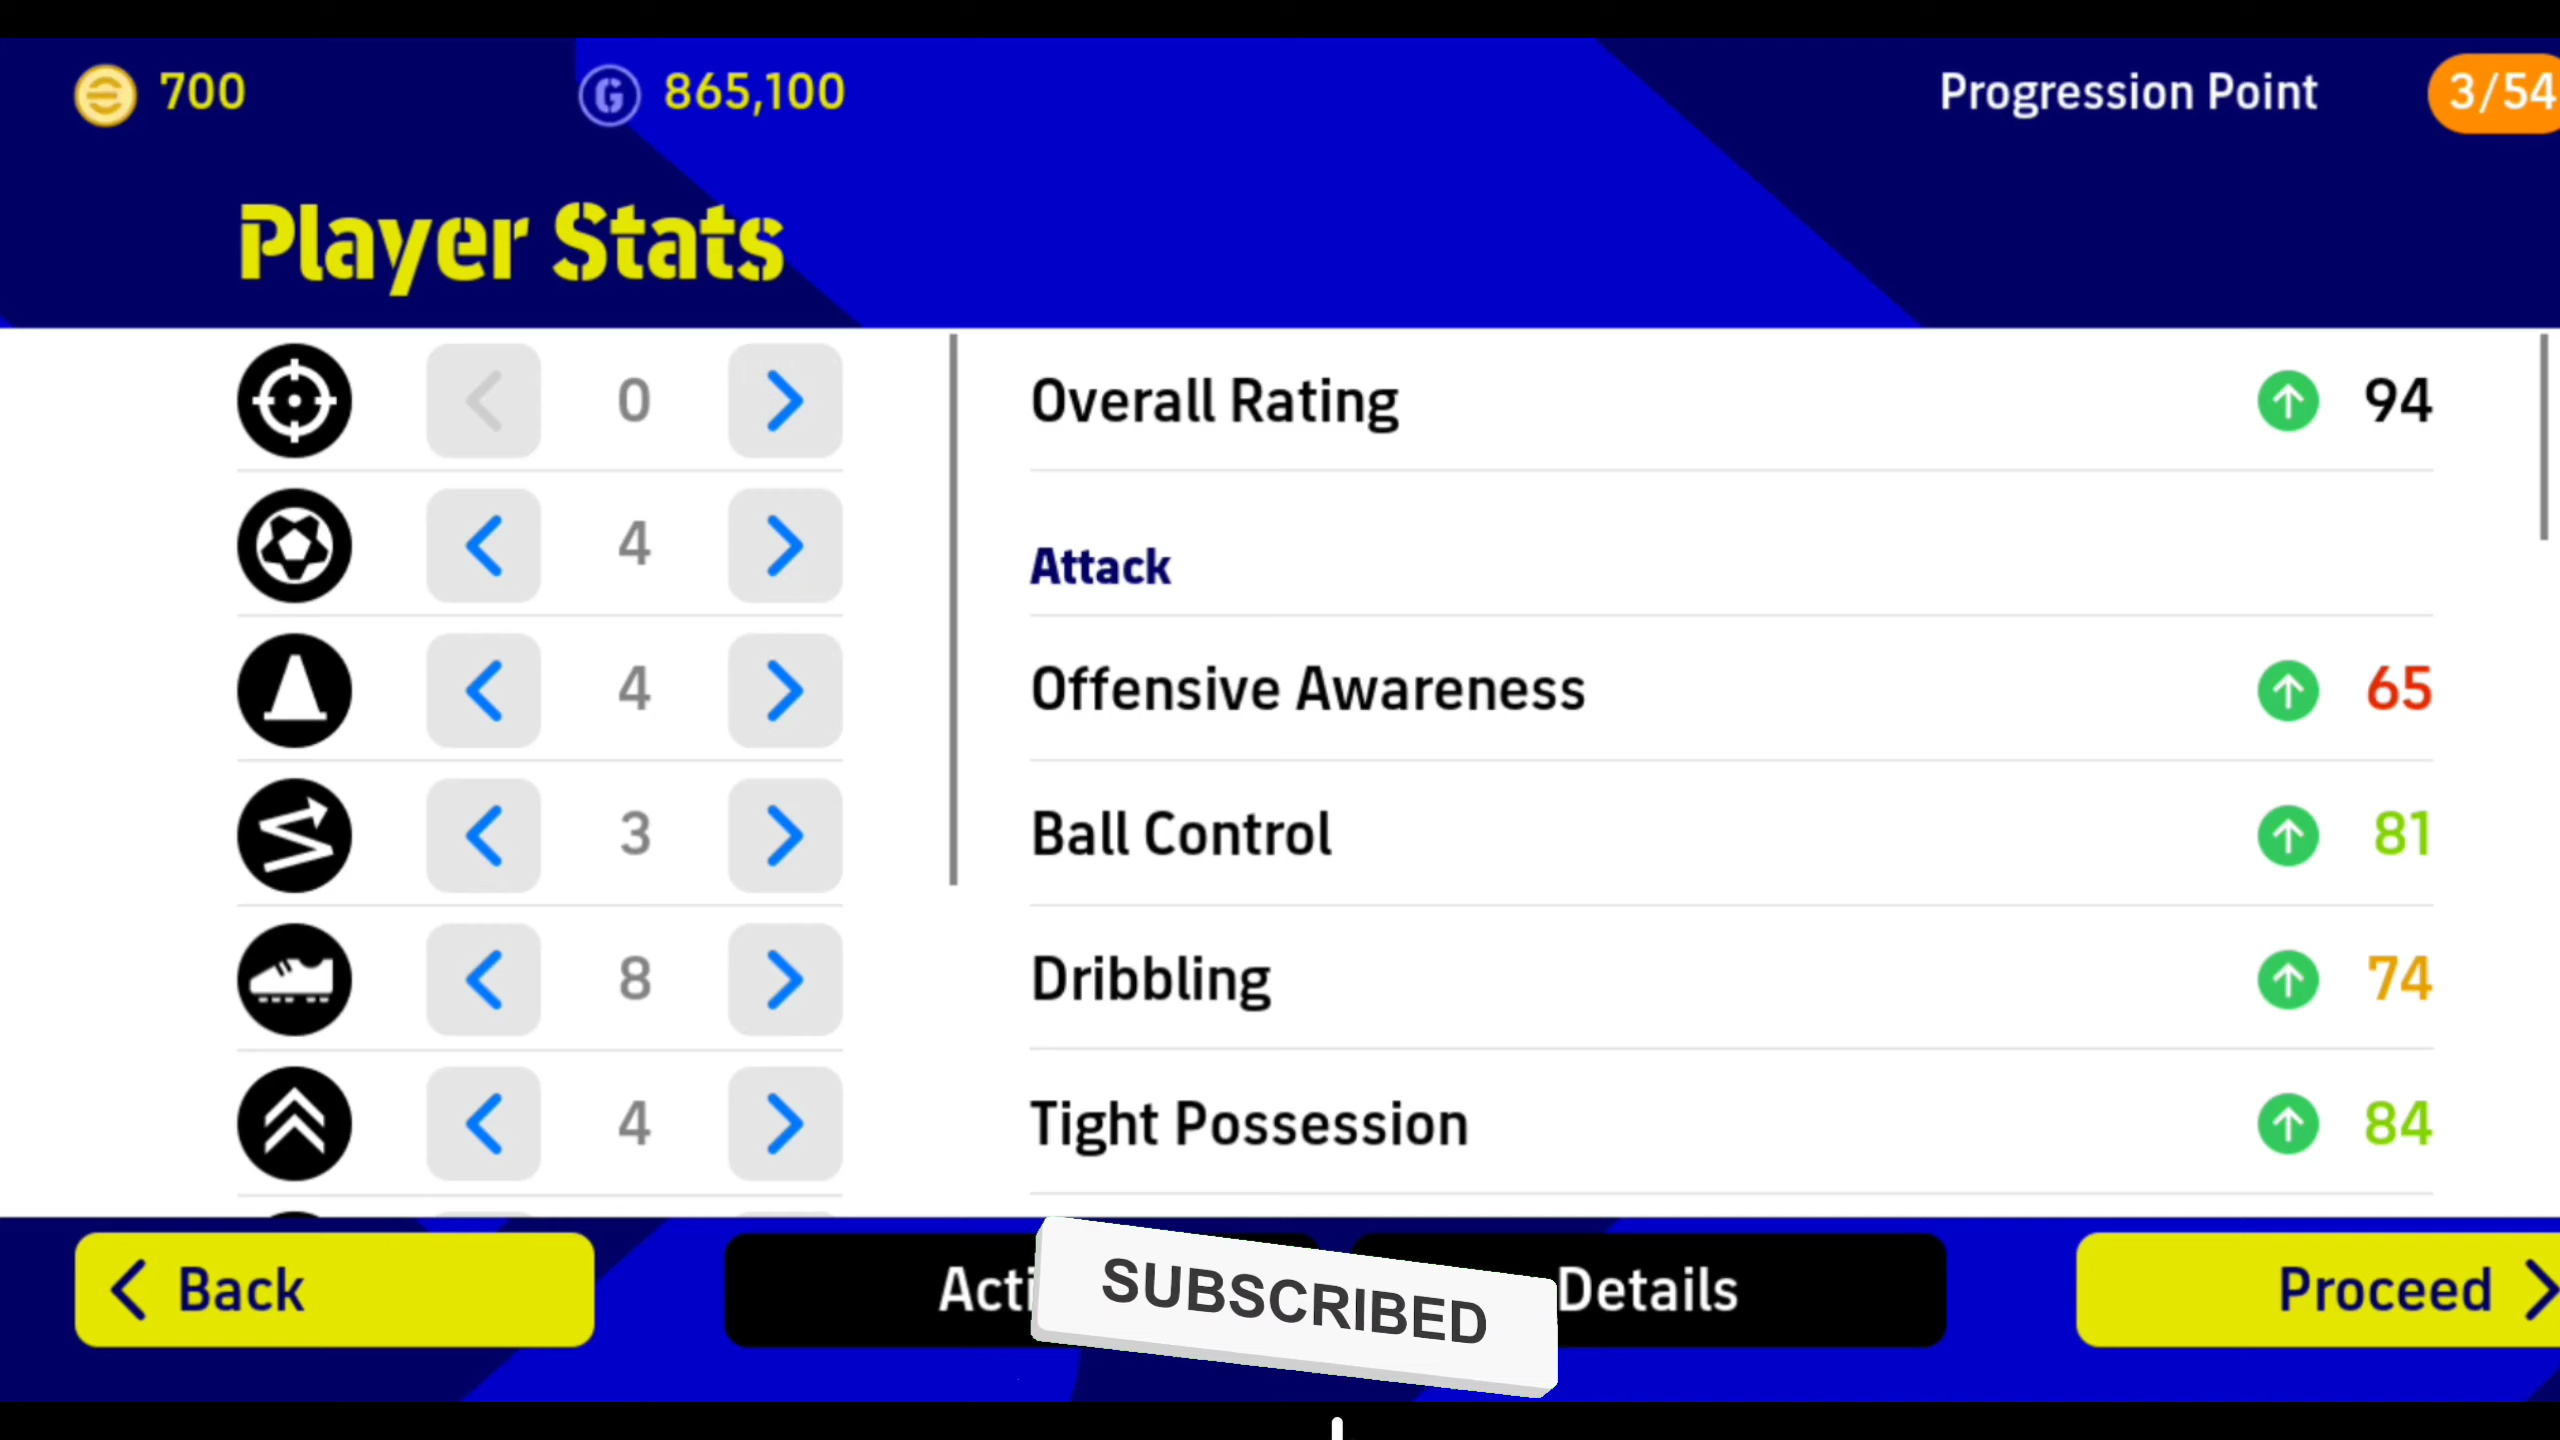 700 865,100 Progression Point 3/54
Player Stats
0 Overall Rating 94
4 Attack
4 Offensive Awareness 65
3 Ball Control 81
8 Dribbling 74
4 Tight Possession 84
Back Acti Details Proceed
SUBSCRIBED